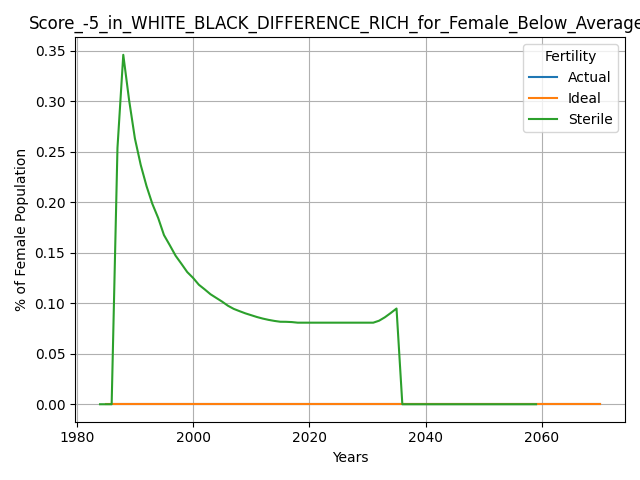 Score_-5_in_WHITE_BLACK_DIFFERENCE_RICH_for_Female_Below_Average
0.35
0.30
0.25
0.20
0.15
0.10
0.05
0.00
% of Female Population
Fertility
Actual
Ideal
Sterile
1980
2000
2020
2040
2060
Years